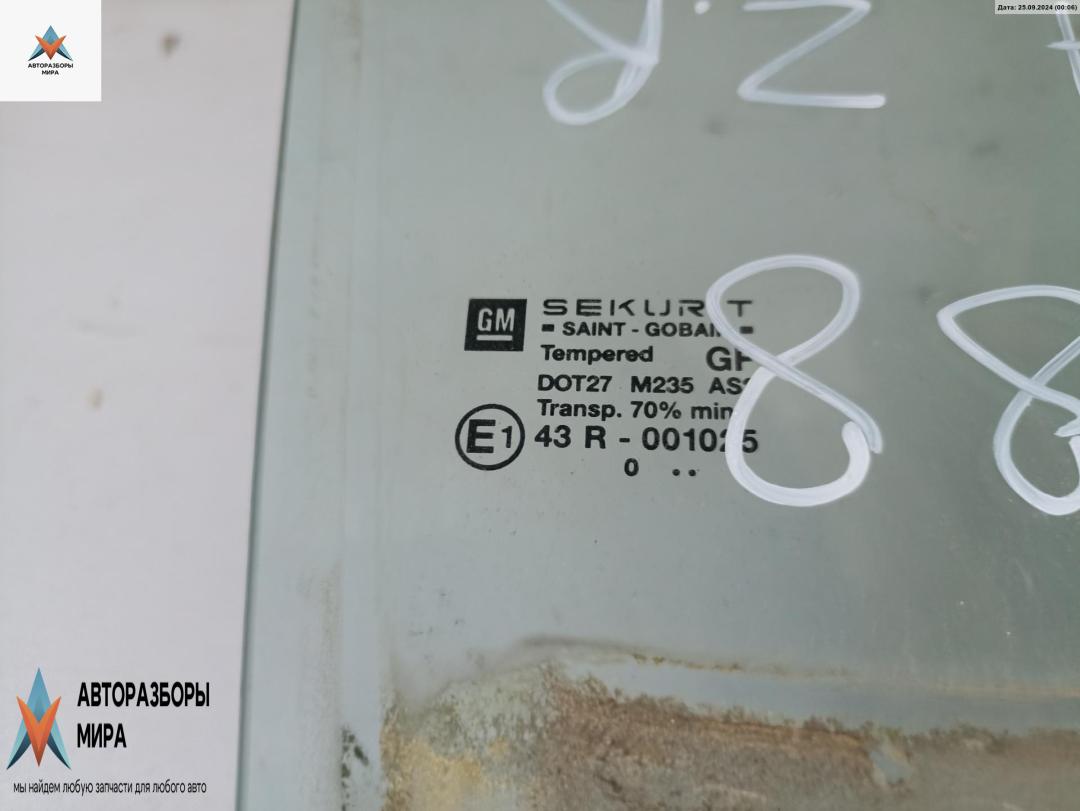 Дата: 25.09.2024 (00:06)
АВТОРАЗБОРЫ
МИРА
GM
SEKURIT
SAINT - GOBAIN
Tempered
DOT27 M235
Transp. 70% min
E1 43 R - 001025
0 ..
8 8
АВТОРАЗБОРЫ
МИРА
мы найдем любую запчасти для любого авто